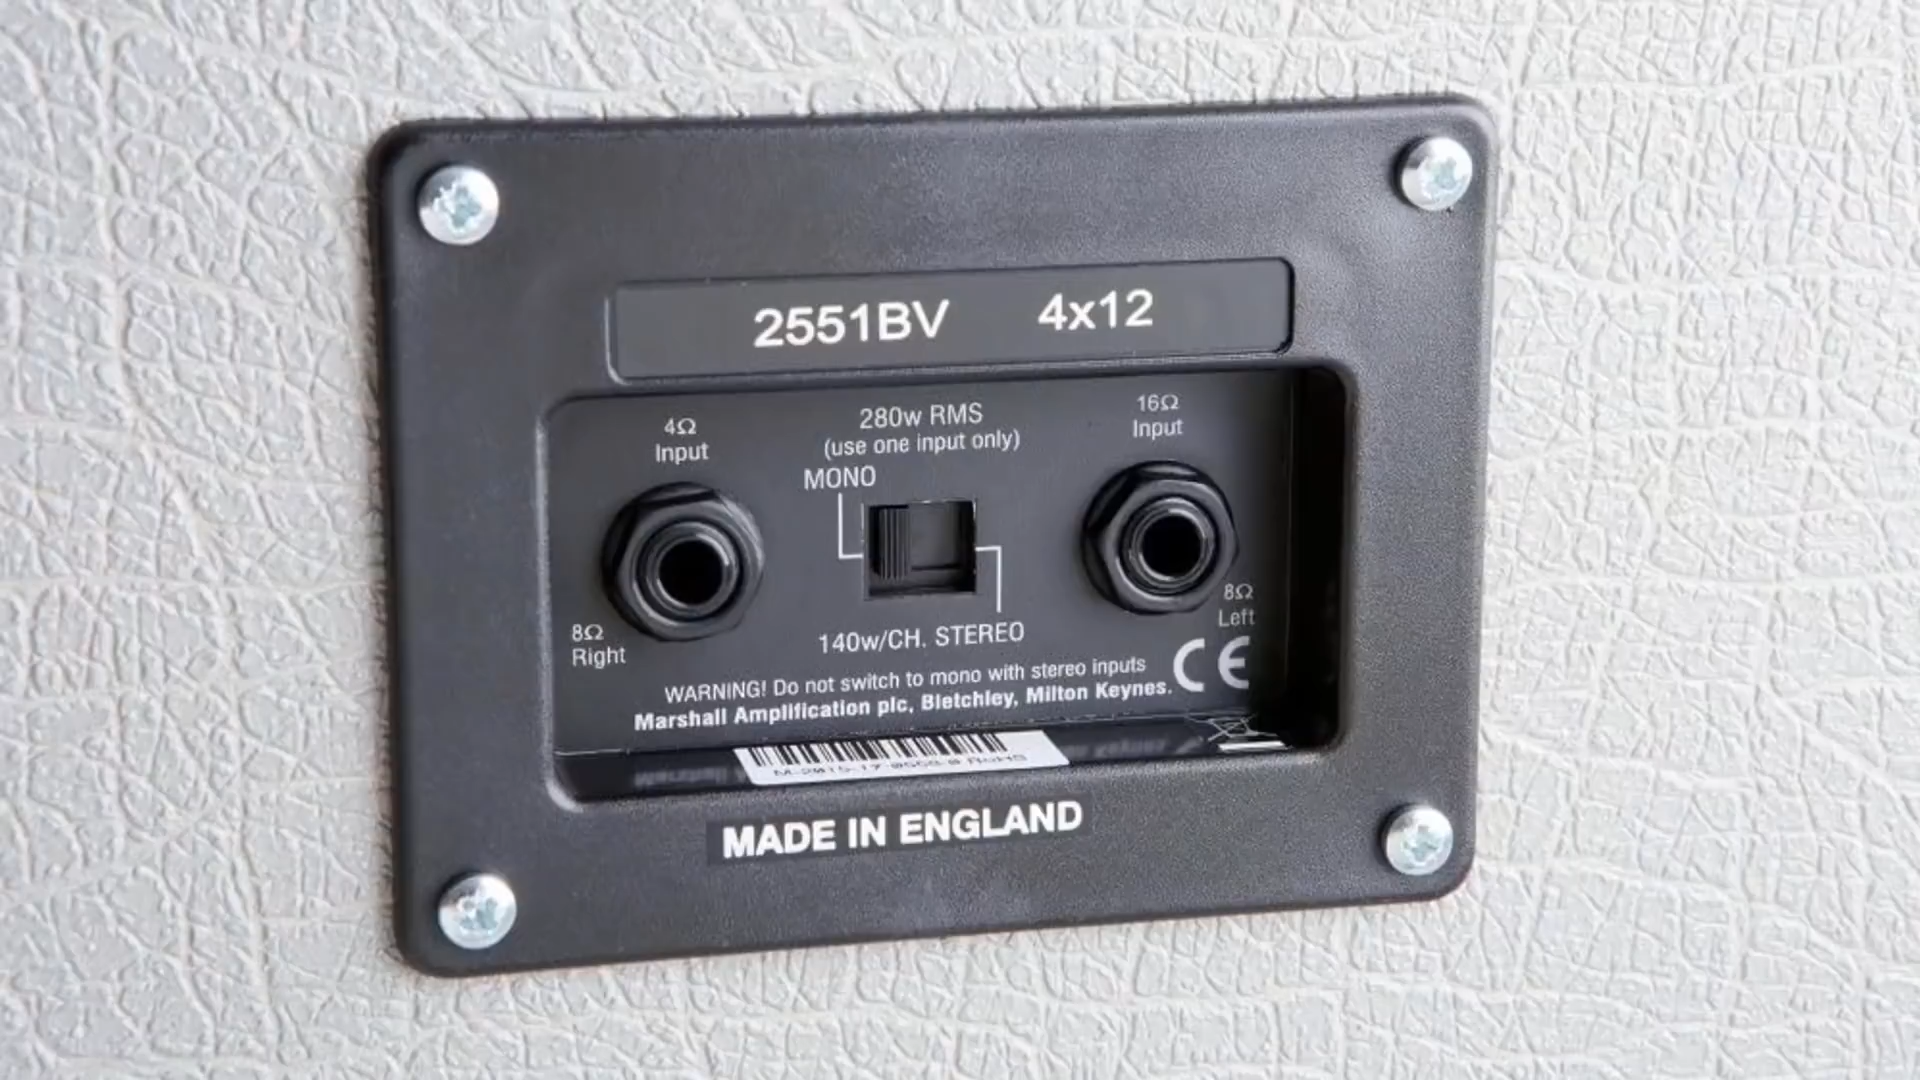 2551BV 4x12
4Ω
Input
280w RMS
(use one input only)
16Ω
Input
MONO
8Ω
Right
140w/CH. STEREO
8Ω
Left
WARNING! Do not switch to mono with stereo inputs
Marshall Amplification plc, Bletchley, Milton Keynes.
CE
MADE IN ENGLAND